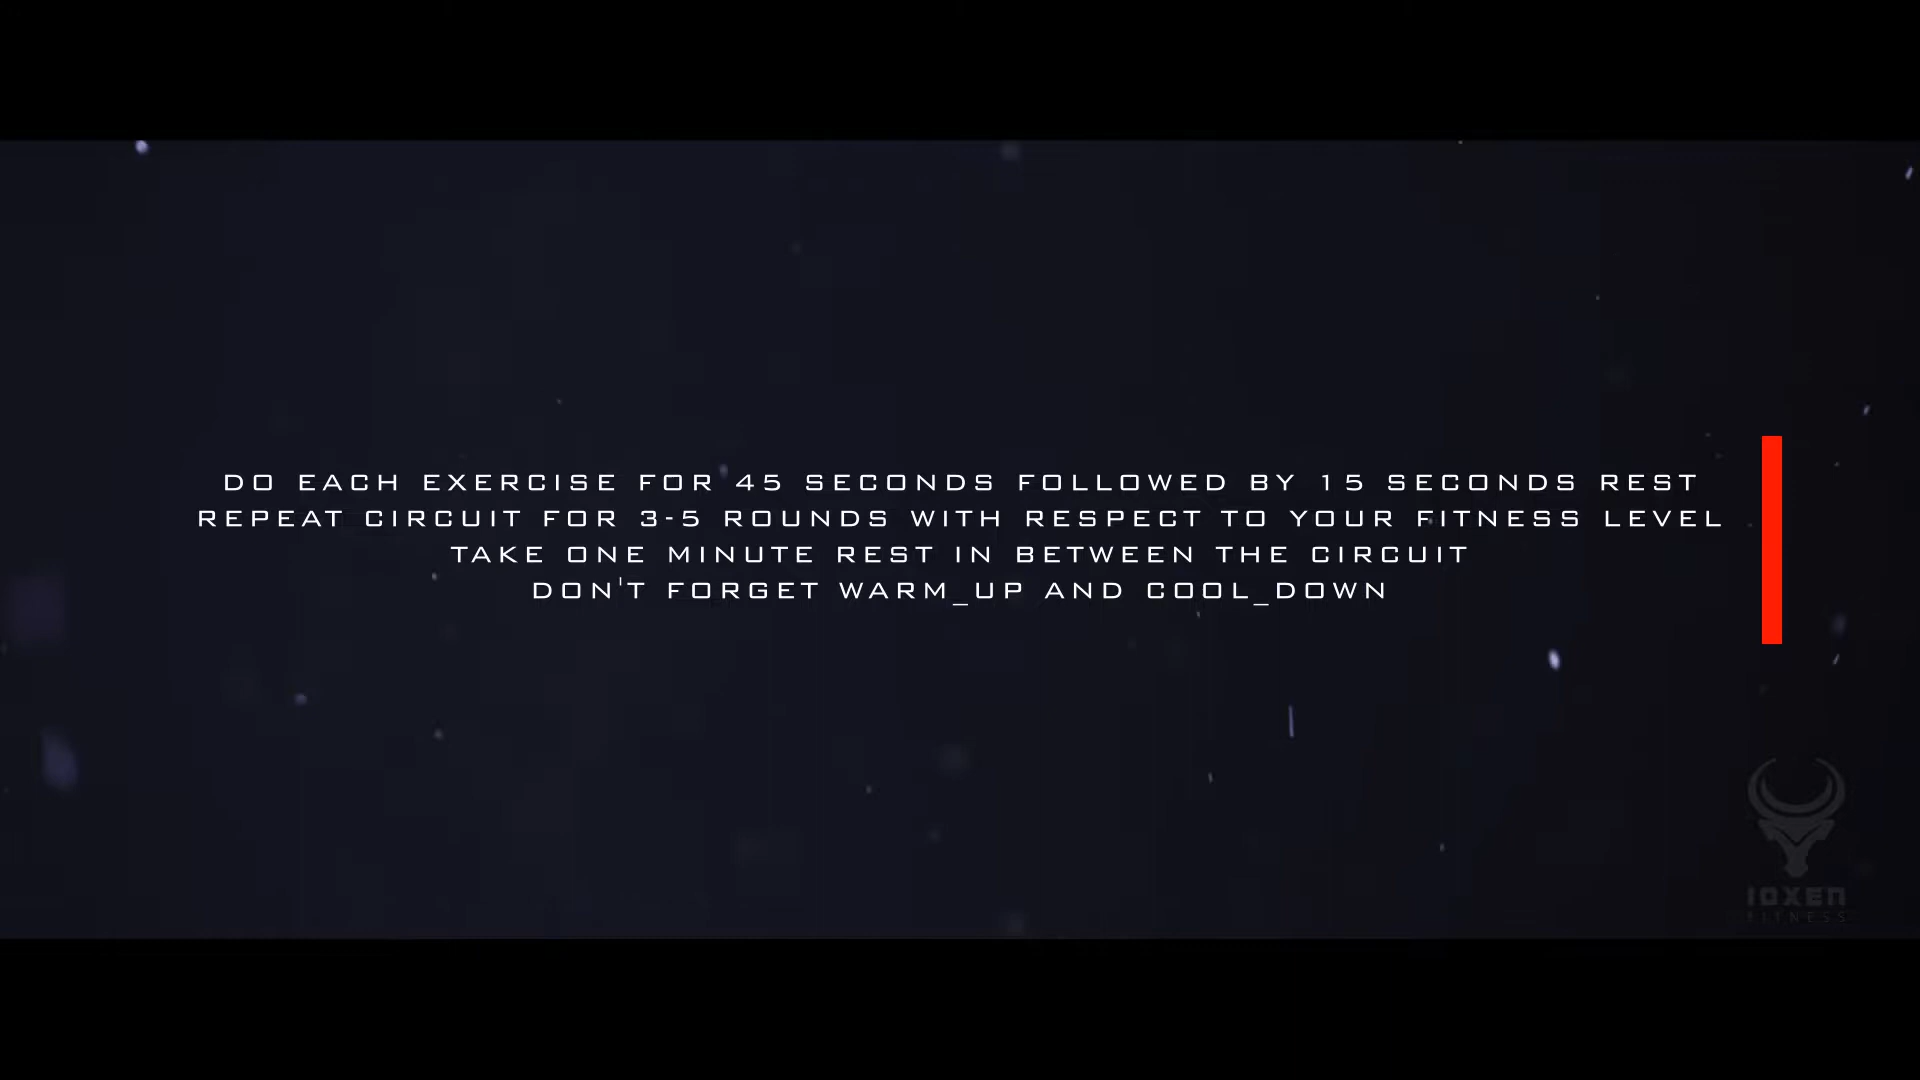 DO EACH EXERCISE FOR 45 SECONDS FOLLOWED BY 15 SECONDS REST
REPEAT CIRCUIT FOR 3-5 ROUNDS WITH RESPECT TO YOUR FITNESS LEVEL
TAKE ONE MINUTE REST IN BETWEEN THE CIRCUIT
DON'T FORGET WARM_UP AND COOL_DOWN
IOXEN
FITNESS